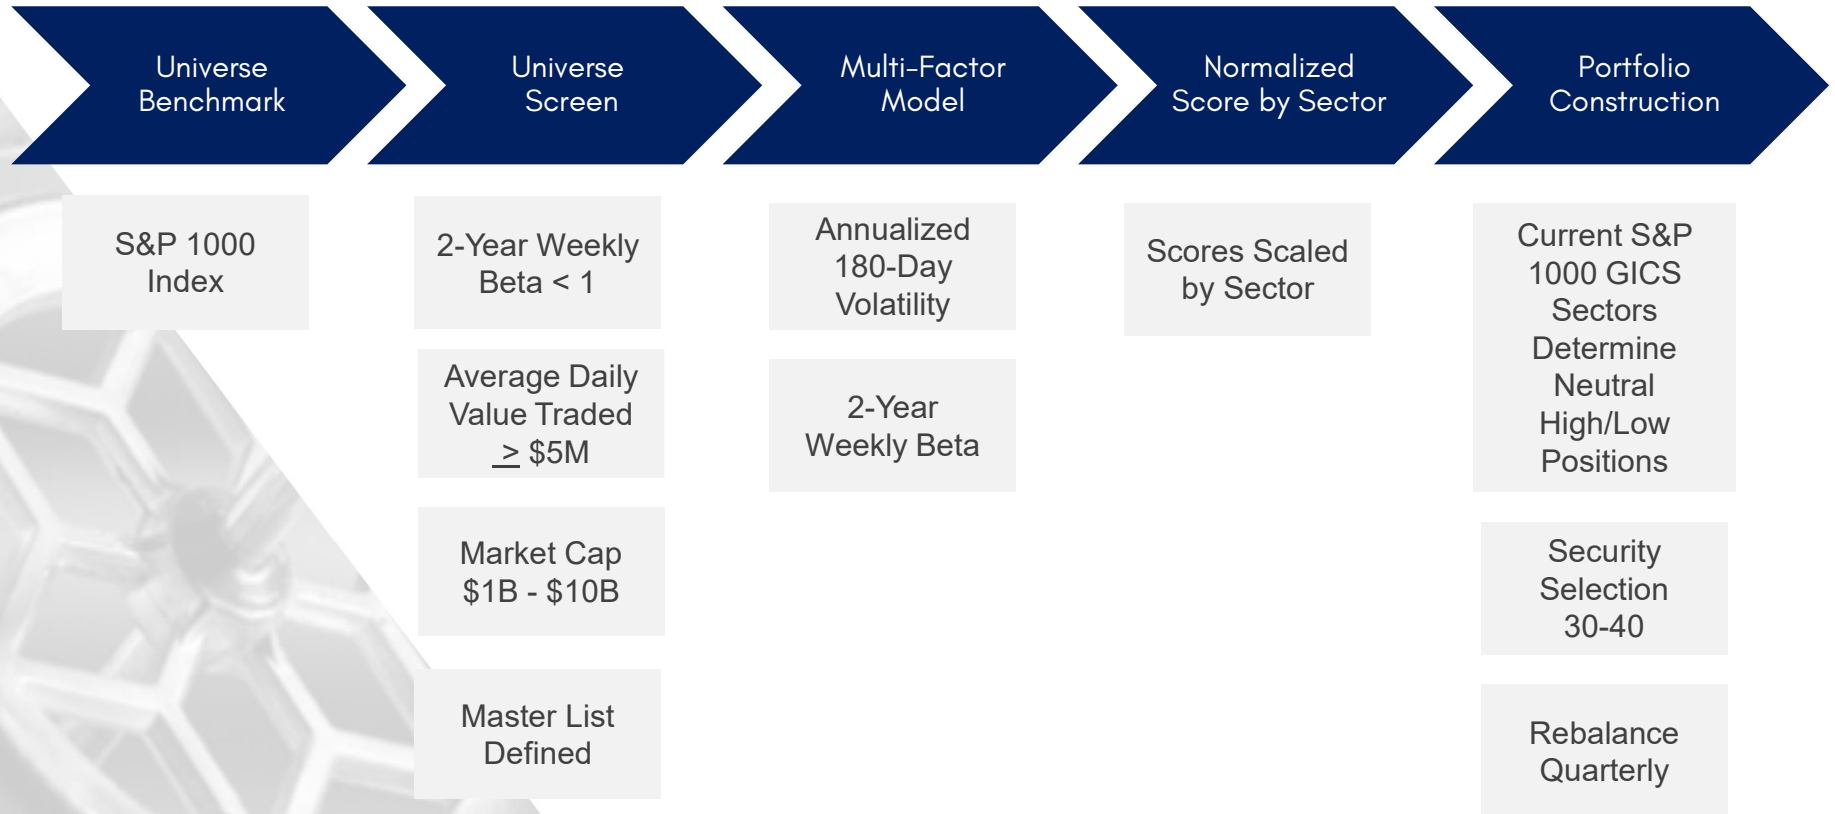 Universe
Benchmark
Universe
Screen
Multi-Factor
Model
Normalized
Score by Sector
Portfolio
Construction
S&P 1000
Index
2-Year Weekly
Beta < 1
Average Daily
Value Traded
> $5M
Market Cap
$1B - $10B
Master List
Defined
Annualized
180-Day
Volatility
2-Year
Weekly Beta
Scores Scaled
by Sector
Current S&P
1000 GICS
Sectors
Determine
Neutral
High/Low
Positions
Security
Selection
30-40
Rebalance
Quarterly